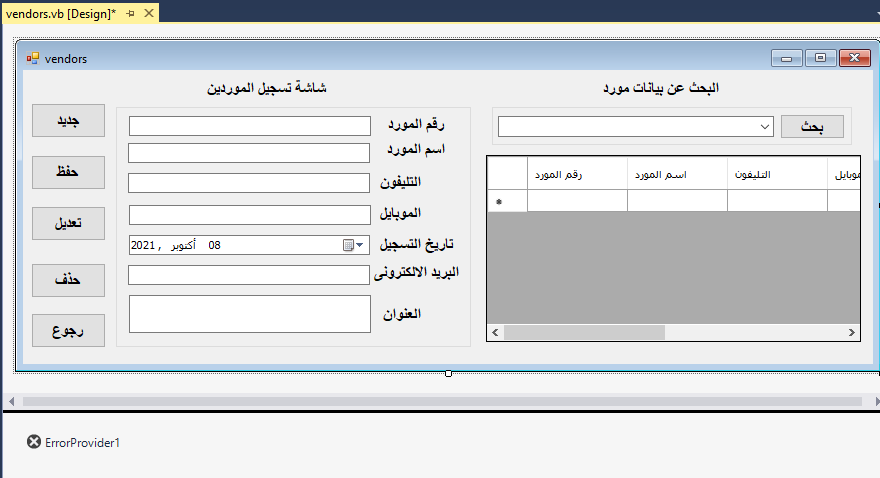 vendors.vb [Design]*
vendors
شاشة تسجيل الموردين
البحث عن بيانات مورد
جديد
حفظ
تعديل
حذف
رجوع
رقم المورد
اسم المورد
التليفون
الموبايل
تاريخ التسجيل
08 أكتوبر , 2021
البريد الالكترونى
العنوان
بحث
رقم المورد
اسم المورد
التليفون
موبايل
ErrorProvider1